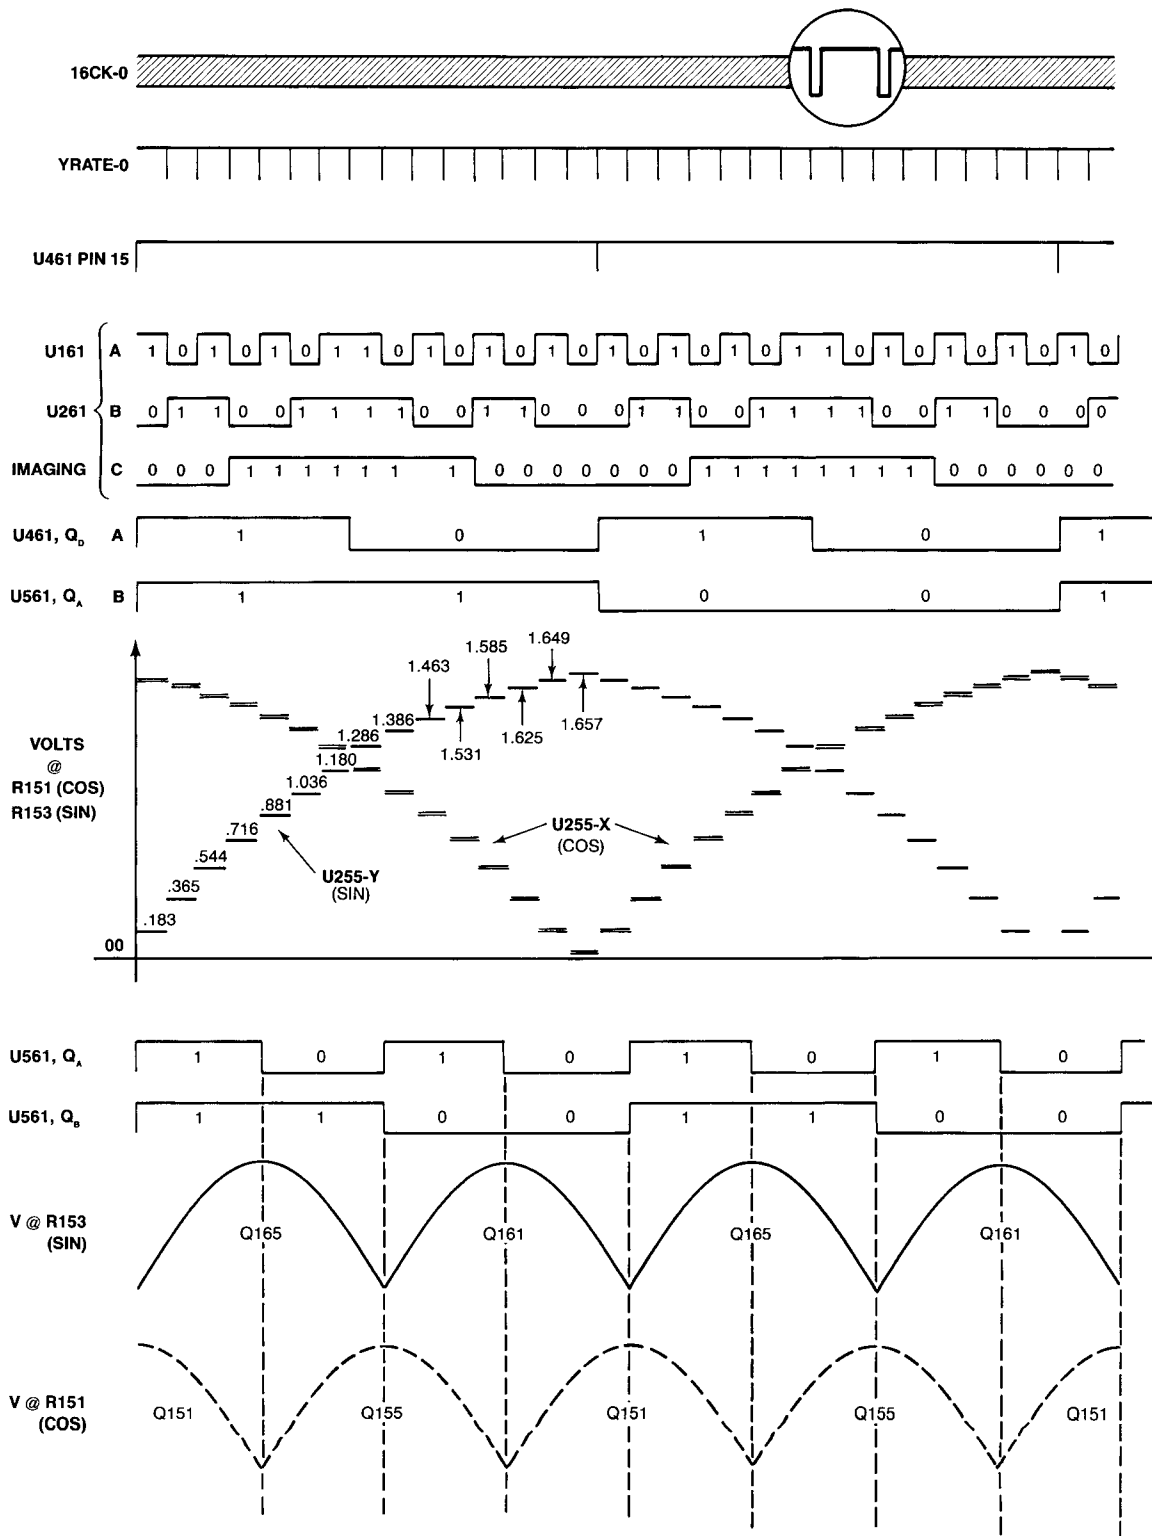 16CK-0
YRATE-0
U461 PIN 15
U161 A 1 0 1 0 1 0 1 1 0 1 0 1 0 1 0 1 0 1 0 1 0 1 1 0 1 0 1 0 1 0 1 0
U261 B 0 1 1 0 0 1 1 1 1 0 0 1 1 0 0 0 1 1 0 0 1 1 1 1 0 0 1 1 0 0 0 0
IMAGING C 0 0 0 1 1 1 1 1 1 1 0 0 0 0 0 0 0 1 1 1 1 1 1 1 1 0 0 0 0 0 0
U461, QD A 1 0 1 0 1
U561, QA B 1 1 0 0 1
1.649
1.585
1.463
1.386
1.657
1.286
1.625
1.531
1.180
VOLTS
@
R151 (COS)
R153 (SIN)
1.036
.881
.716
U255-X
(COS)
.544
U255-Y
(SIN)
.365
.183
00
U561, QA 1 0 1 0 1 0 1 0
U561, QB 1 1 0 0 1 1 0 0
V @ R153
(SIN)
Q165 Q161 Q165 Q161
V @ R151
(COS)
Q151 Q155 Q151 Q155 Q151